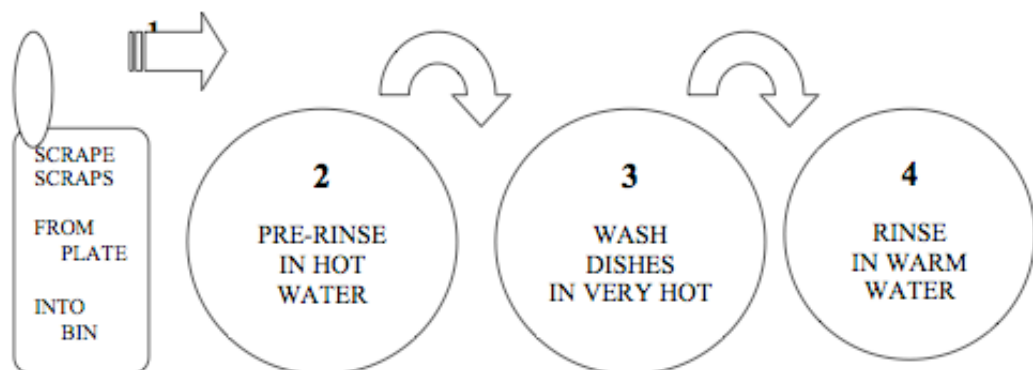 1
SCRAPE
SCRAPS
FROM
PLATE
INTO
BIN
2
PRE-RINSE
IN HOT
WATER
3
WASH
DISHES
IN VERY HOT
4
RINSE
IN WARM
WATER